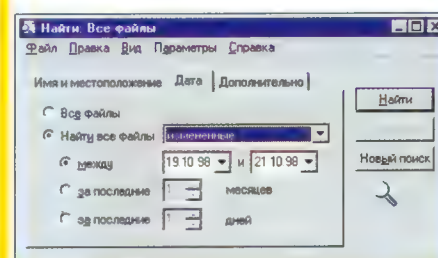 Найти: Все файлы
Файл Правка Вид Параметры Справка
Имя и местоположение Дата Дополнительно
Все файлы
Найти все файлы измененные
между 19 10 98 и 21 10 98
за последние 1 месяцев
за последние 1 дней
Найти
Новый поиск